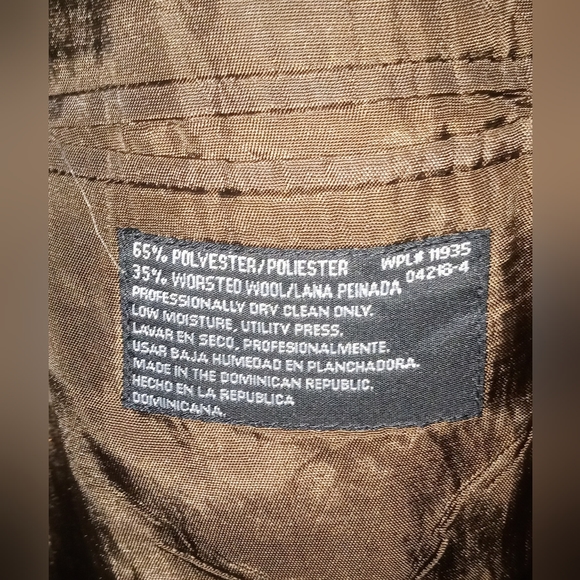 65% POLYESTER/POLIESTER WPL# 11935
35% WORSTED WOOL/LANA PEINADA 04218-4
PROFESSIONALLY DRY CLEAN ONLY.
LOW MOISTURE, UTILITY PRESS.
LAVAR EN SECO, PROFESIONALMENTE.
USAR BAJA HUMEDAD EN PLANCHADORA.
MADE IN THE DOMINICAN REPUBLIC.
HECHO EN LA REPUBLICA
DOMINICANA.